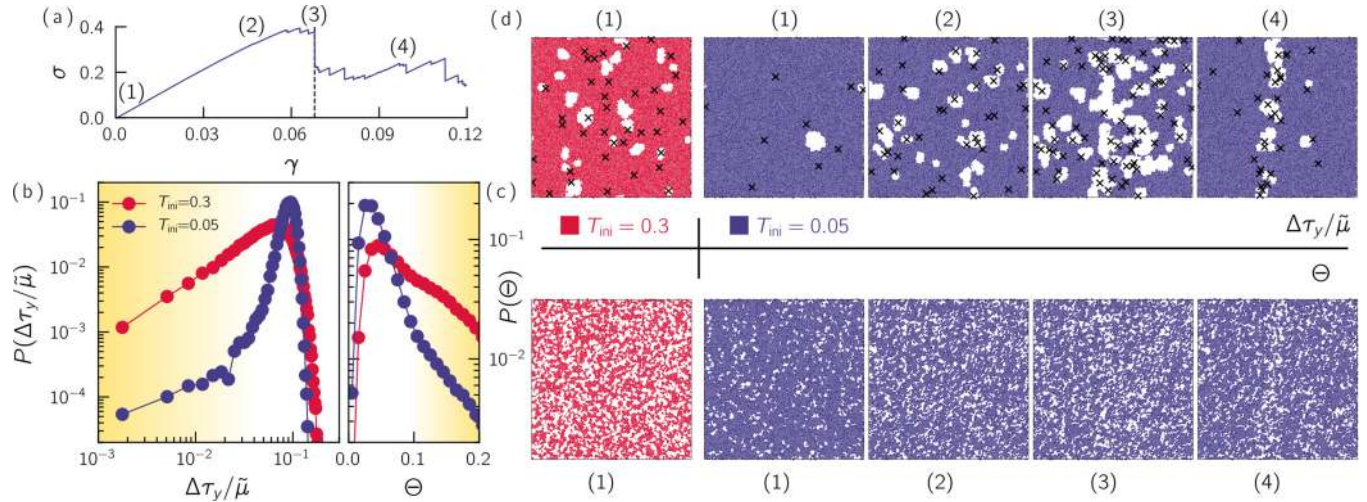 (a)
σ
0.4
0.2
0.0
(1)
(2)
(3)
(4)
0.0
0.03
0.06
0.09
0.12
γ
(b)
10⁻¹
10⁻²
10⁻³
10⁻⁴
P(Δτ_y/μ̃)
T_ini=0.3
T_ini=0.05
10⁻³
10⁻²
10⁻¹
Δτ_y/μ̃
(c)
10⁻¹
10⁻²
P(Θ)
0.0
0.1
0.2
Θ
(d)
(1)
(1)
(2)
(3)
(4)
T_ini = 0.3
T_ini = 0.05
Δτ_y/μ̃
Θ
(1)
(1)
(2)
(3)
(4)